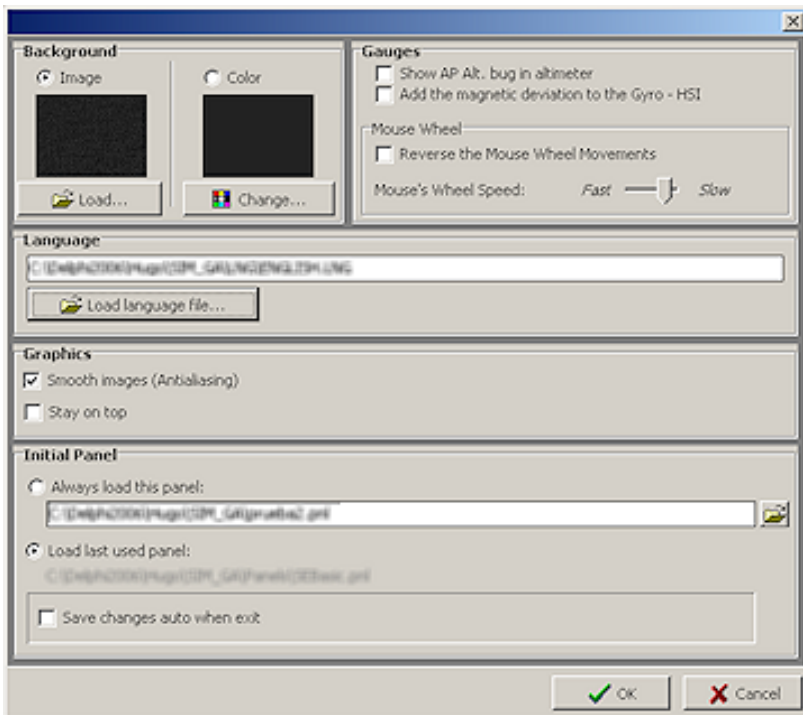 Background
Image
Color
Load...
Change...
Gauges
Show AP Alt. bug in altimeter
Add the magnetic deviation to the Gyro - HSI
Mouse Wheel
Reverse the Mouse Wheel Movements
Mouse's Wheel Speed: Fast Slow
Language
Load language file...
Graphics
Smooth images (Antialiasing)
Stay on top
Initial Panel
Always load this panel:
Load last used panel:
Save changes auto when exit
OK Cancel